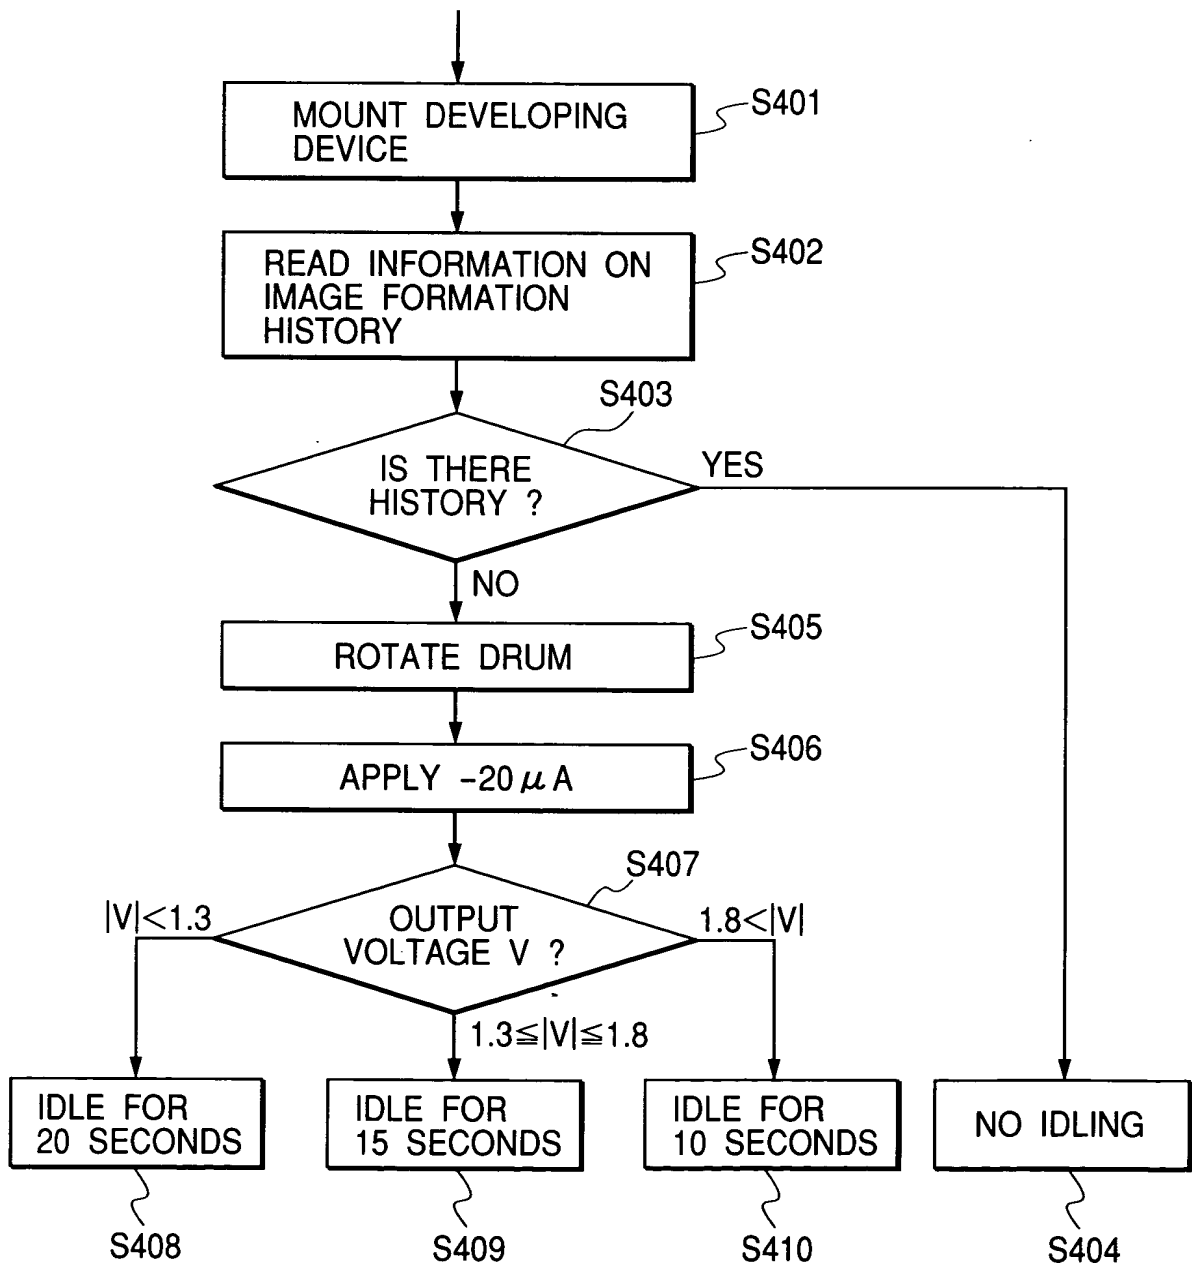 MOUNT DEVELOPING
DEVICE
S401
READ INFORMATION ON
IMAGE FORMATION
HISTORY
S402
S403
IS THERE
HISTORY ?
YES
NO
ROTATE DRUM
S405
APPLY -20μA
S406
S407
OUTPUT
VOLTAGE V ?
|V|<1.3
1.8<|V|
1.3≦|V|≦1.8
IDLE FOR
20 SECONDS
IDLE FOR
15 SECONDS
IDLE FOR
10 SECONDS
NO IDLING
S408
S409
S410
S404